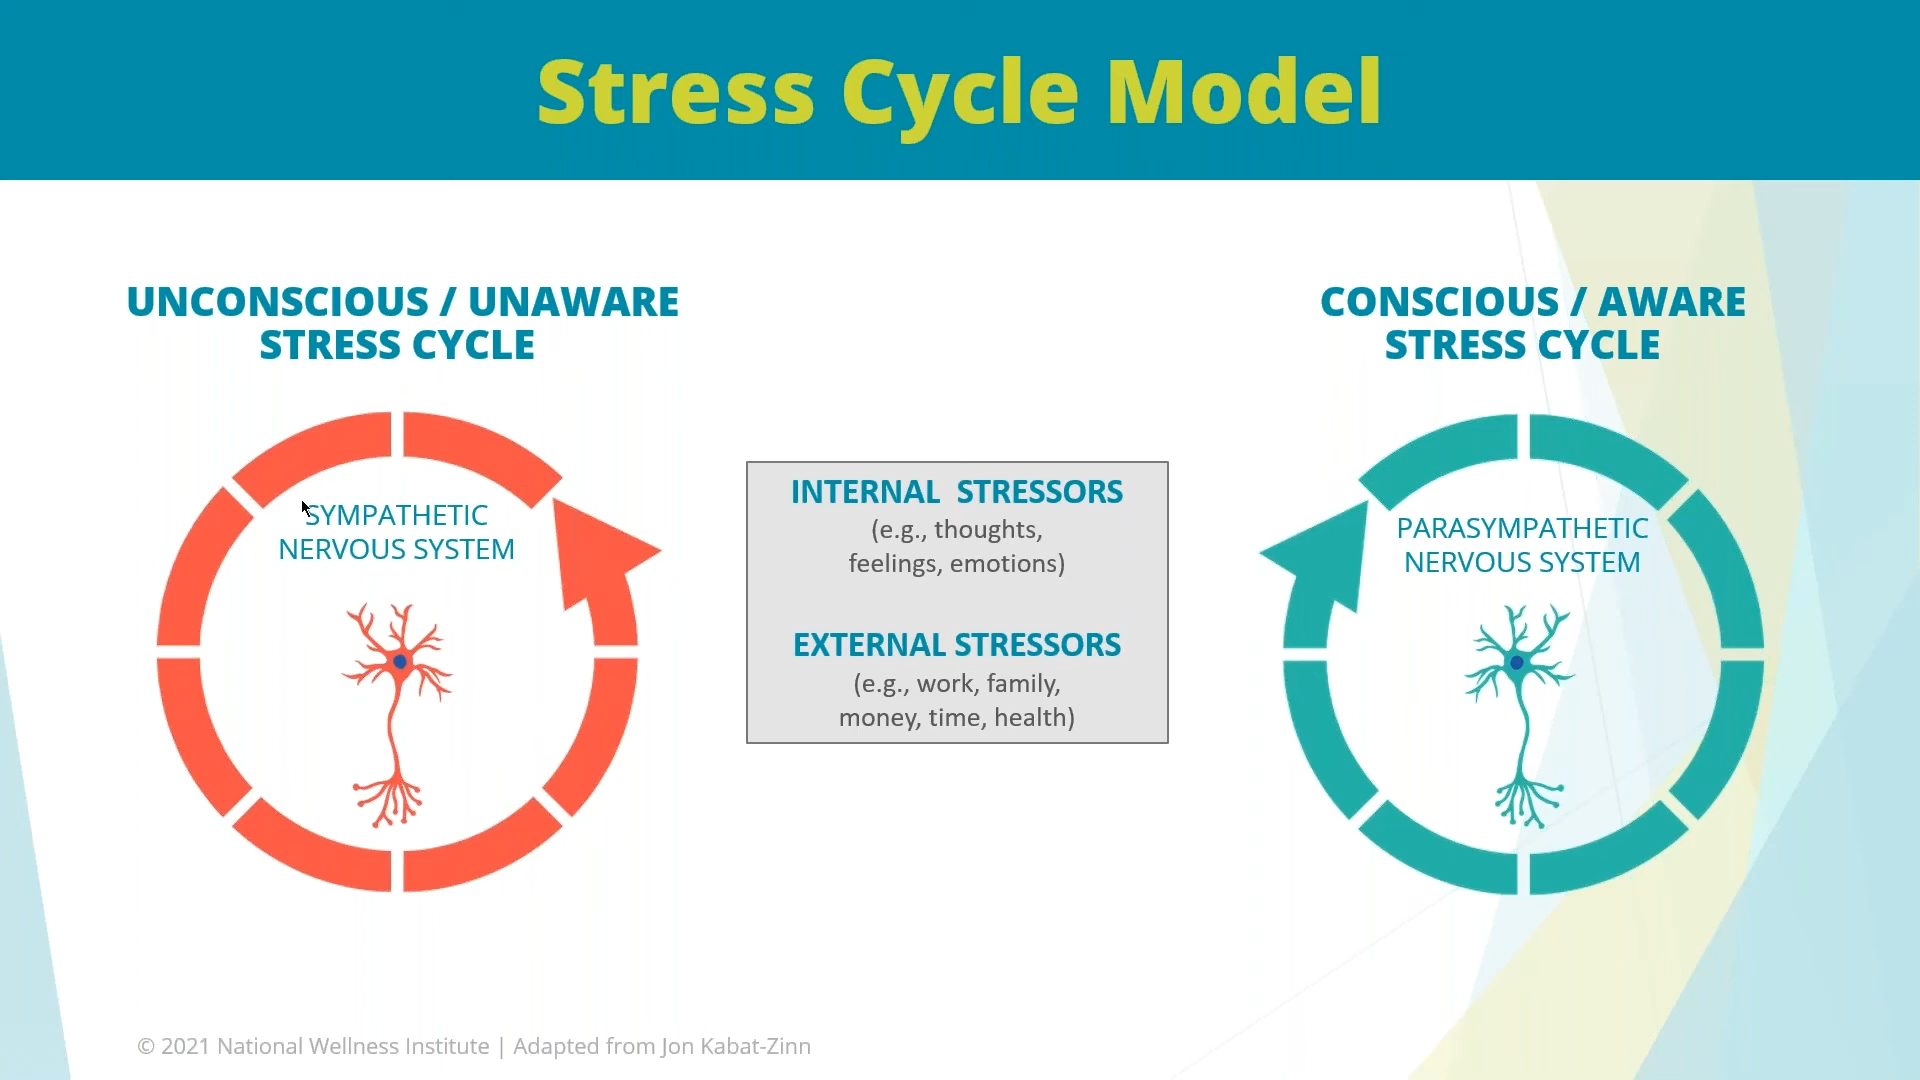 Stress Cycle Model
UNCONSCIOUS / UNAWARE
STRESS CYCLE
SYMPATHETIC
NERVOUS SYSTEM
INTERNAL STRESSORS
(e.g., thoughts,
feelings, emotions)
EXTERNAL STRESSORS
(e.g., work, family,
money, time, health)
CONSCIOUS / AWARE
STRESS CYCLE
PARASYMPATHETIC
NERVOUS SYSTEM
© 2021 National Wellness Institute | Adapted from Jon Kabat-Zinn